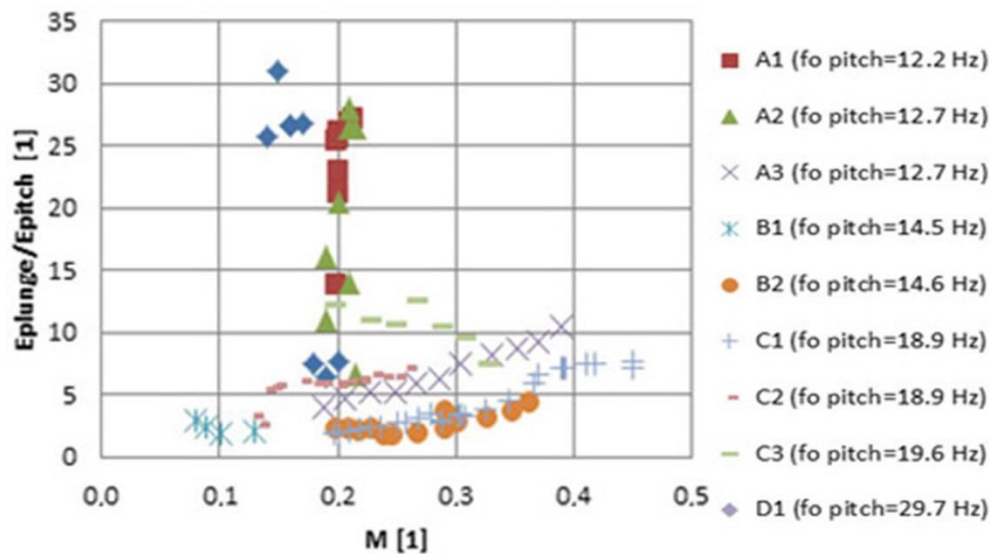 35
30
25
20
15
10
5
0
Eplunge/Epitch [1]
0.0 0.1 0.2 0.3 0.4 0.5
M [1]
A1 (fo pitch=12.2 Hz)
A2 (fo pitch=12.7 Hz)
A3 (fo pitch=12.7 Hz)
B1 (fo pitch=14.5 Hz)
B2 (fo pitch=14.6 Hz)
C1 (fo pitch=18.9 Hz)
C2 (fo pitch=18.9 Hz)
C3 (fo pitch=19.6 Hz)
D1 (fo pitch=29.7 Hz)